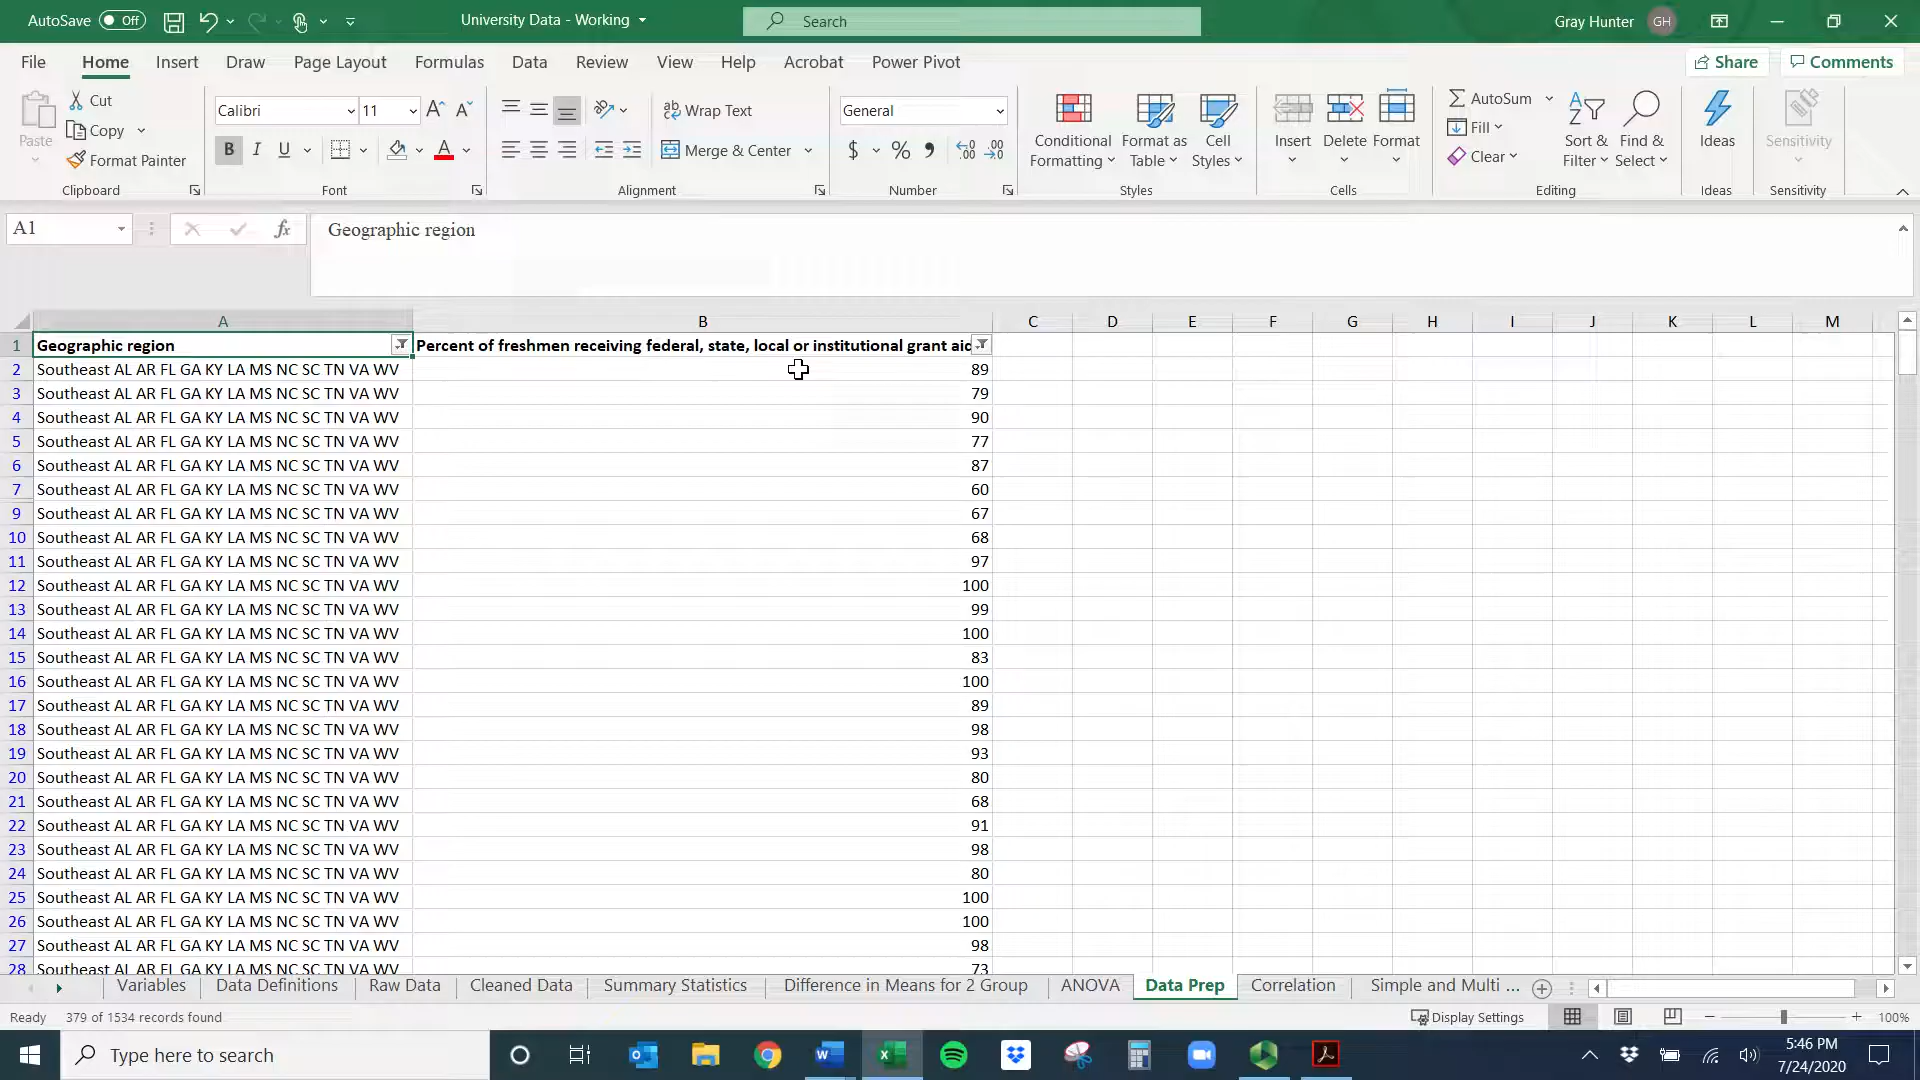 AutoSave Off University Data - Working Search Gray Hunter GH
File Home Insert Draw Page Layout Formulas Data Review View Help Acrobat Power Pivot Share Comments
Paste Cut Copy Format Painter Clipboard
Calibri 11 B I U A Font
Wrap Text Merge & Center Alignment
General $ % Number
Conditional Formatting Format as Table Cell Styles Styles
Insert Delete Format Cells
AutoSum Fill Clear Sort & Filter Find & Select Editing
Ideas Ideas
Sensitivity Sensitivity
A1 fx Geographic region
A B C D E F G H I J K L M
1 Geographic region Percent of freshmen receiving federal, state, local or institutional grant aid
2 Southeast AL AR FL GA KY LA MS NC SC TN VA WV 89
3 Southeast AL AR FL GA KY LA MS NC SC TN VA WV 79
4 Southeast AL AR FL GA KY LA MS NC SC TN VA WV 90
5 Southeast AL AR FL GA KY LA MS NC SC TN VA WV 77
6 Southeast AL AR FL GA KY LA MS NC SC TN VA WV 87
7 Southeast AL AR FL GA KY LA MS NC SC TN VA WV 60
9 Southeast AL AR FL GA KY LA MS NC SC TN VA WV 67
10 Southeast AL AR FL GA KY LA MS NC SC TN VA WV 68
11 Southeast AL AR FL GA KY LA MS NC SC TN VA WV 97
12 Southeast AL AR FL GA KY LA MS NC SC TN VA WV 100
13 Southeast AL AR FL GA KY LA MS NC SC TN VA WV 99
14 Southeast AL AR FL GA KY LA MS NC SC TN VA WV 100
15 Southeast AL AR FL GA KY LA MS NC SC TN VA WV 83
16 Southeast AL AR FL GA KY LA MS NC SC TN VA WV 100
17 Southeast AL AR FL GA KY LA MS NC SC TN VA WV 89
18 Southeast AL AR FL GA KY LA MS NC SC TN VA WV 98
19 Southeast AL AR FL GA KY LA MS NC SC TN VA WV 93
20 Southeast AL AR FL GA KY LA MS NC SC TN VA WV 80
21 Southeast AL AR FL GA KY LA MS NC SC TN VA WV 68
22 Southeast AL AR FL GA KY LA MS NC SC TN VA WV 91
23 Southeast AL AR FL GA KY LA MS NC SC TN VA WV 98
24 Southeast AL AR FL GA KY LA MS NC SC TN VA WV 80
25 Southeast AL AR FL GA KY LA MS NC SC TN VA WV 100
26 Southeast AL AR FL GA KY LA MS NC SC TN VA WV 100
27 Southeast AL AR FL GA KY LA MS NC SC TN VA WV 98
28 Southeast AL AR FL GA KY LA MS NC SC TN VA WV 73
Variables Data Definitions Raw Data Cleaned Data Summary Statistics Difference in Means for 2 Group ANOVA Data Prep Correlation Simple and Multi ...
Ready 379 of 1534 records found Display Settings 100%
Type here to search 5:46 PM
7/24/2020